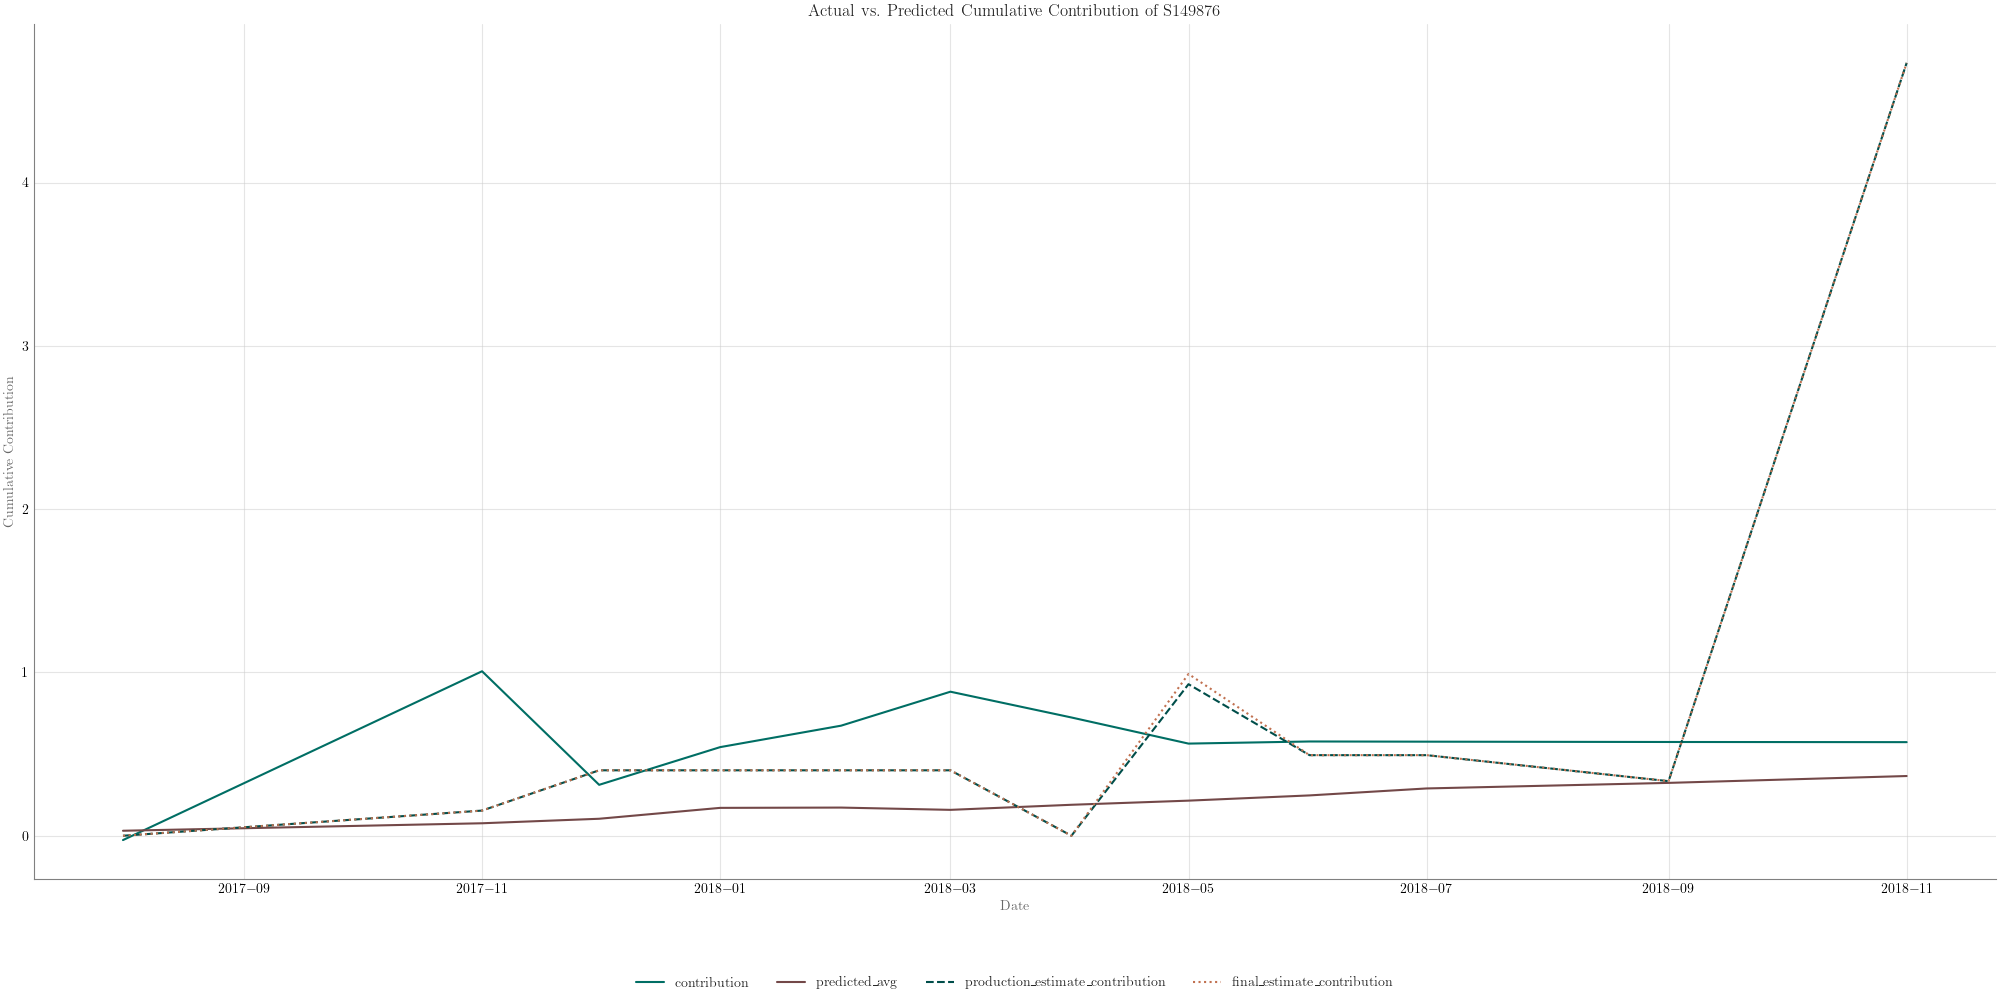 Actual vs. Predicted Cumulative Contribution of S149876
Cumulative Contribution
4
3
2
1
0
2017−09 2017−11 2018−01 2018−03 2018−05 2018−07 2018−09 2018−11
Date
contribution predicted_avg production_estimate_contribution final_estimate_contribution